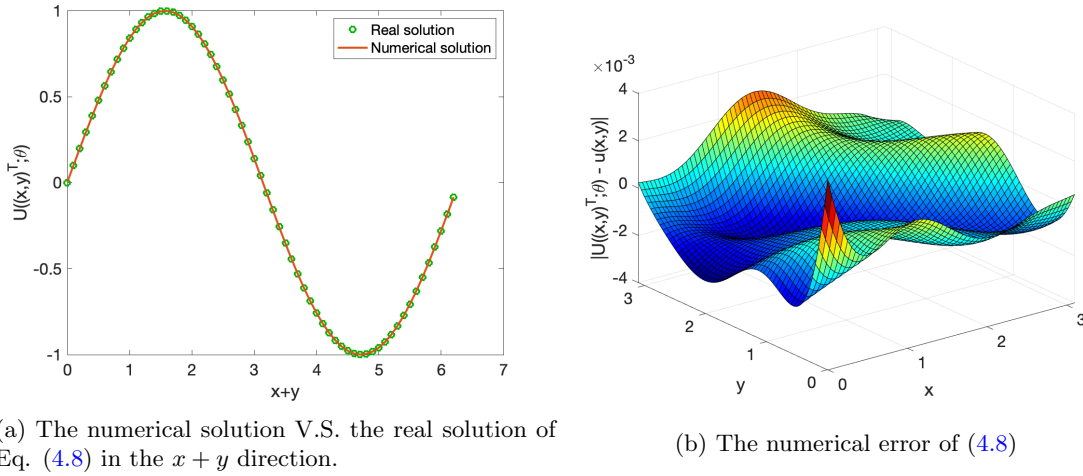 1
0.5
0
-0.5
-1
U((x,y)ᵀ;θ)
Real solution
Numerical solution
0 1 2 3 4 5 6 7
x+y
×10⁻³
4
2
0
-2
-4
|U((x,y)ᵀ;θ) - u(x,y)|
3
2
1
0
y
0
1
2
3
x
(a) The numerical solution V.S. the real solution of
Eq. (4.8) in the x + y direction.
(b) The numerical error of (4.8)